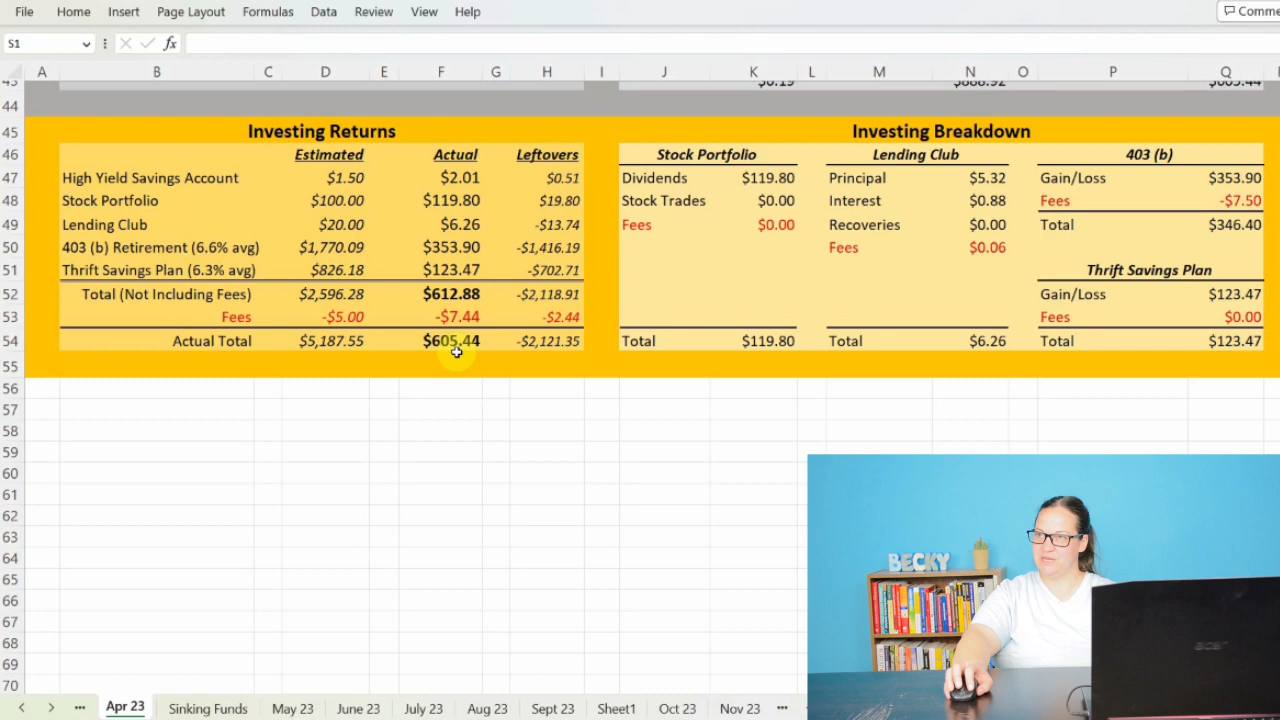 File Home Insert Page Layout Formulas Data Review View Help Comme
S1 fx
A B C D E F G H I J K L M N O P Q
43 $0.19 $888.92 $605.44
44
45 Investing Returns Investing Breakdown
46 Estimated Actual Leftovers Stock Portfolio Lending Club 403 (b)
47 High Yield Savings Account $1.50 $2.01 $0.51 Dividends $119.80 Principal $5.32 Gain/Loss $353.90
48 Stock Portfolio $100.00 $119.80 $19.80 Stock Trades $0.00 Interest $0.88 Fees -$7.50
49 Lending Club $20.00 $6.26 -$13.74 Fees $0.00 Recoveries $0.00 Total $346.40
50 403 (b) Retirement (6.6% avg) $1,770.09 $353.90 -$1,416.19 Fees $0.06
51 Thrift Savings Plan (6.3% avg) $826.18 $123.47 -$702.71 Thrift Savings Plan
52 Total (Not Including Fees) $2,596.28 $612.88 -$2,118.91 Gain/Loss $123.47
53 Fees -$5.00 -$7.44 -$2.44 Fees $0.00
54 Actual Total $5,187.55 $605.44 -$2,121.35 Total $119.80 Total $6.26 Total $123.47
55
56
57
58
59
60
61
62
63
64
65
66
67
68
69
70
BECKY
acer
Apr 23 Sinking Funds May 23 June 23 July 23 Aug 23 Sept 23 Sheet1 Oct 23 Nov 23